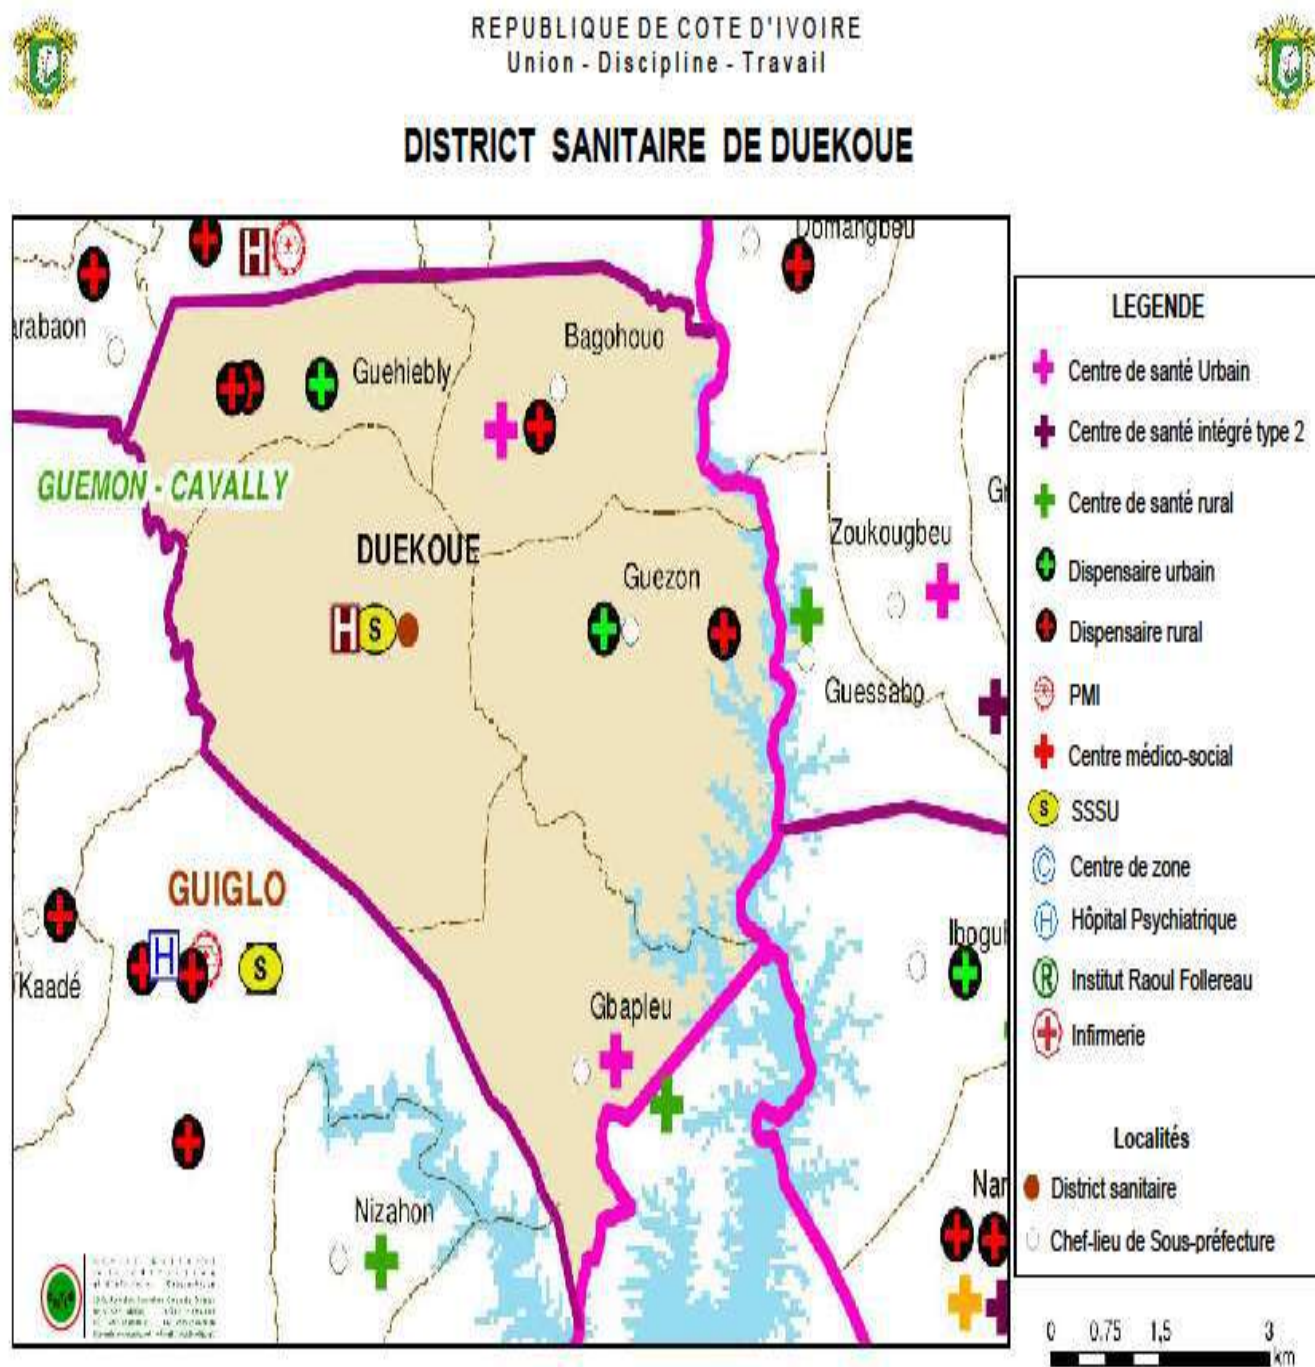 REPUBLIQUE DE COTE D'IVOIRE
Union - Discipline - Travail
DISTRICT SANITAIRE DE DUEKOUE
Domangbeu
arabaon
Bagohouo
Guehiebly
GUEMON - CAVALLY
DUEKOUE
H S
Guezon
Zoukougbeu
Gr
Guessabo
GUIGLO
H
S
Kaadé
Ibogu
Gbapleu
Nizahon
Nar
H
LEGENDE
Centre de santé Urbain
Centre de santé intégré type 2
Centre de santé rural
Dispensaire urbain
Dispensaire rural
PMI
Centre médico-social
S SSSU
C Centre de zone
H Hôpital Psychiatrique
R Institut Raoul Follereau
Infirmerie
Localités
District sanitaire
Chef-lieu de Sous-préfecture
0 0.75 1,5 3
km